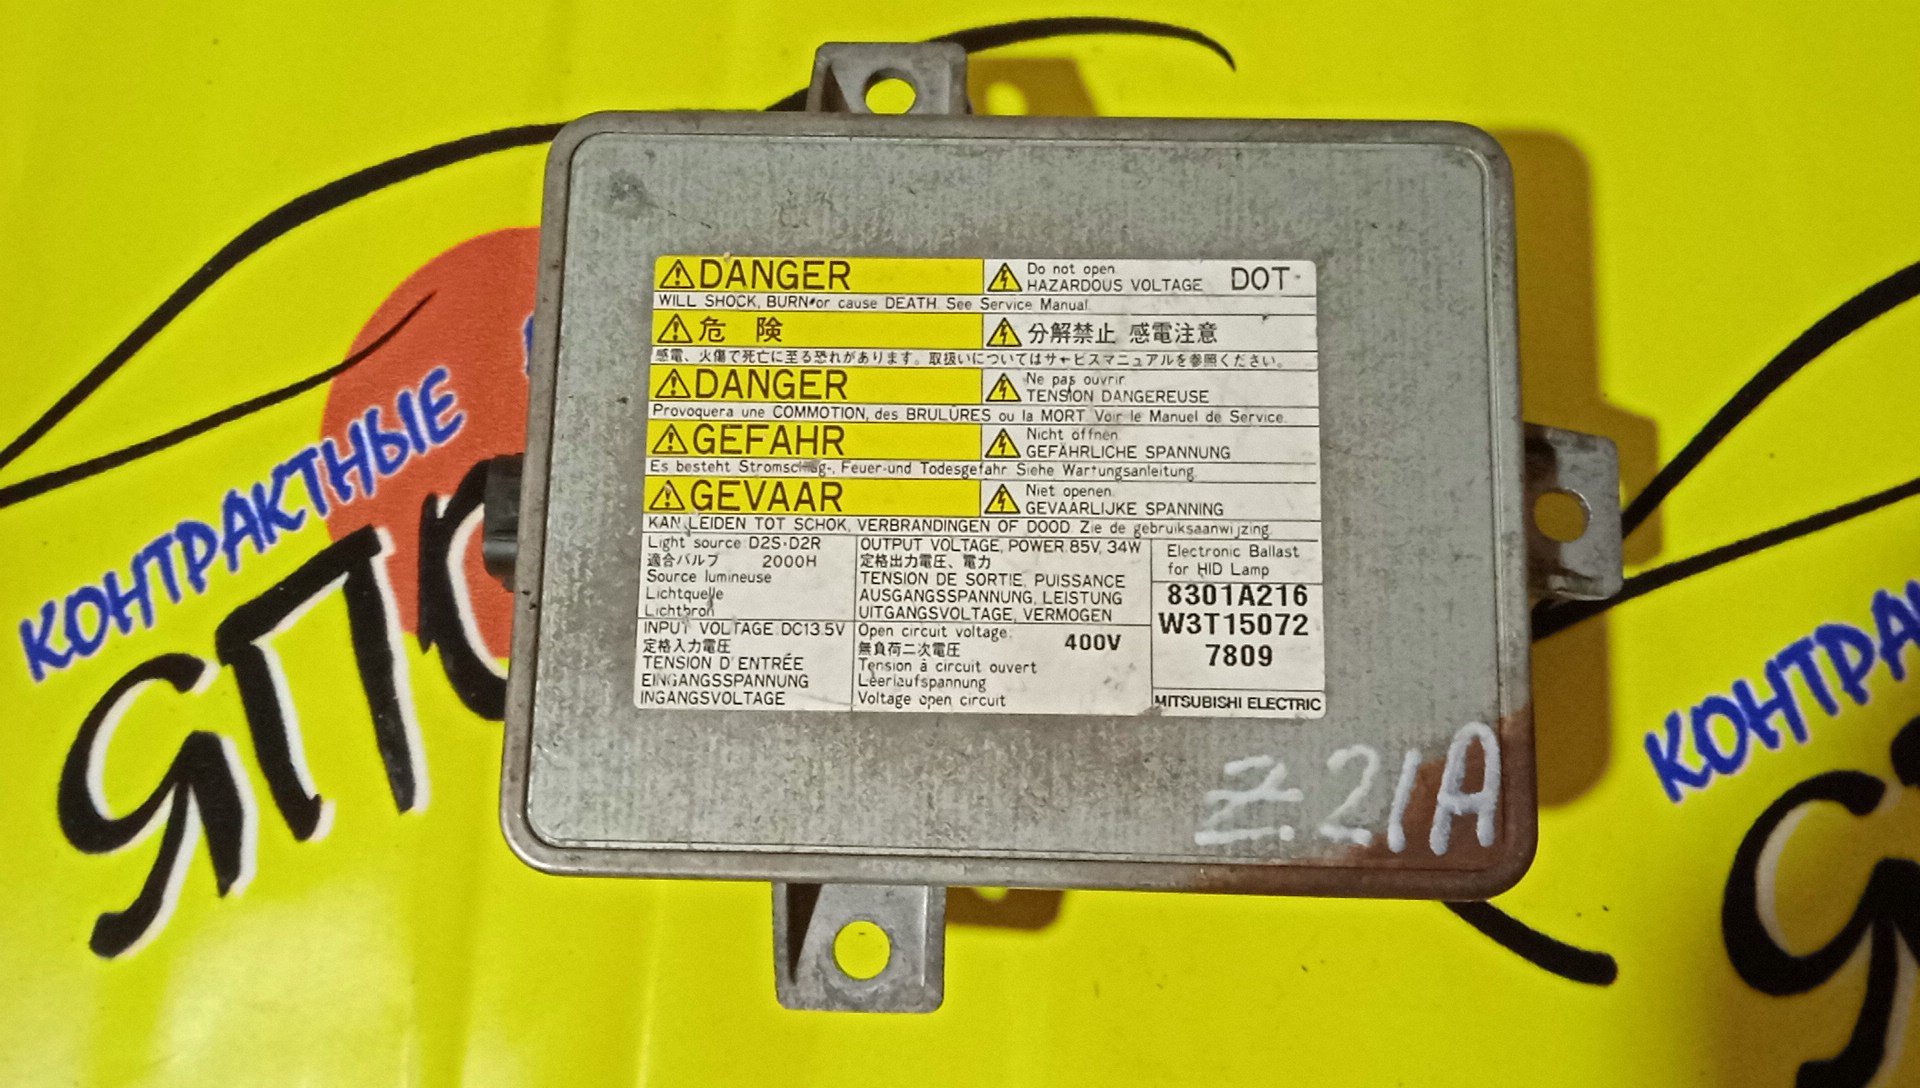 DANGER
Do not open.
HAZARDOUS VOLTAGE
DOT
WILL SHOCK, BURN or cause DEATH. See Service Manual.
危 険
分解禁止 感電注意
感電、火傷で死亡に至る恐れがあります。取扱いについてはサービスマニュアルを参照ください。
DANGER
Ne pas ouvrir
TENSION DANGEREUSE
Provoquera une COMMOTION, des BRULÛRES ou la MORT Voir le Manuel de Service.
GEFAHR
Nicht öffnen.
GEFÄHRLICHE SPANNUNG
Es besteht Feuer-und Todesgefahr Siehe Wartungsanleitung.
GEVAAR
Niet openen.
GEVAARLIJKE SPANNING
KAN LEIDEN TOT SCHOK, VERBRANDINGEN OF DOOD Zie de gebruiksaanwijzing.
Light source D2S·D2R
適合バルブ 2000H
Source lumineuse
Lichtquelle
Lichtbron
INPUT VOLTAGE DC13.5V
定格入力電圧
TENSION D'ENTRÉE
EINGANGSSPANNUNG
INGANGSVOLTAGE
OUTPUT VOLTAGE, POWER 85V, 34W
定格出力電圧、電力
TENSION DE SORTIE, PUISSANCE
AUSGANGSSPANNUNG, LEISTUNG
UITGANGSVOLTAGE, VERMOGEN
Open circuit voltage
400V
無負荷二次電圧
Tension à circuit ouvert
Leerlaufspannung
Voltage open circuit
Electronic Ballast
for HID Lamp
8301A216
W3T15072
7809
MITSUBISHI ELECTRIC
Z21A
КОНТРАКТНЫЕ